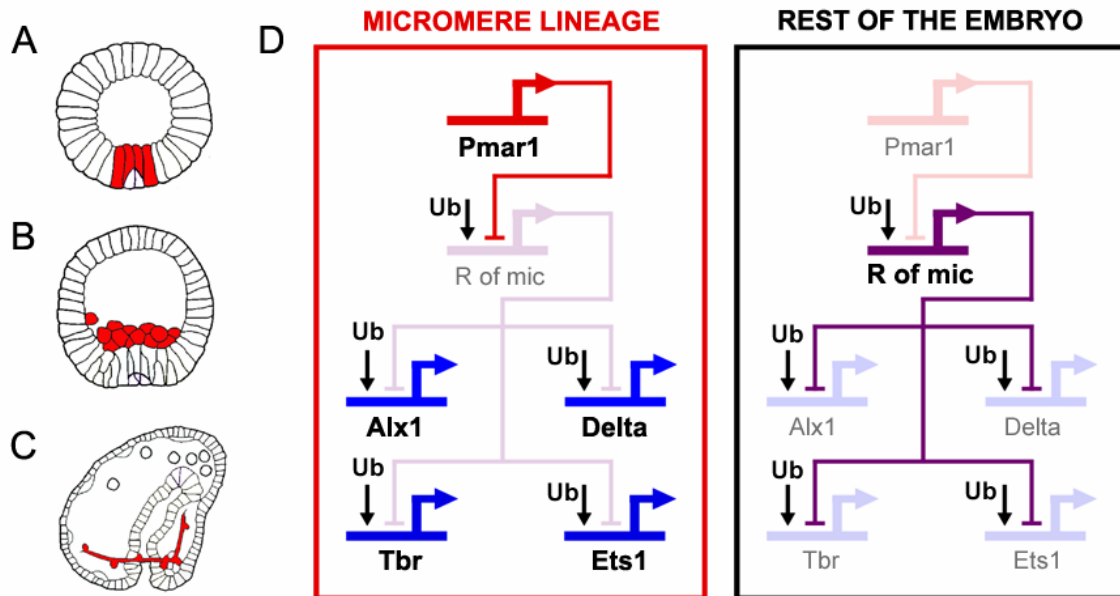 A
B
C
D
MICROMERE LINEAGE
Pmar1
Ub
R of mic
Ub
Ub
Alx1
Delta
Ub
Ub
Tbr
Ets1
REST OF THE EMBRYO
Pmar1
Ub
R of mic
Ub
Ub
Alx1
Delta
Ub
Ub
Tbr
Ets1